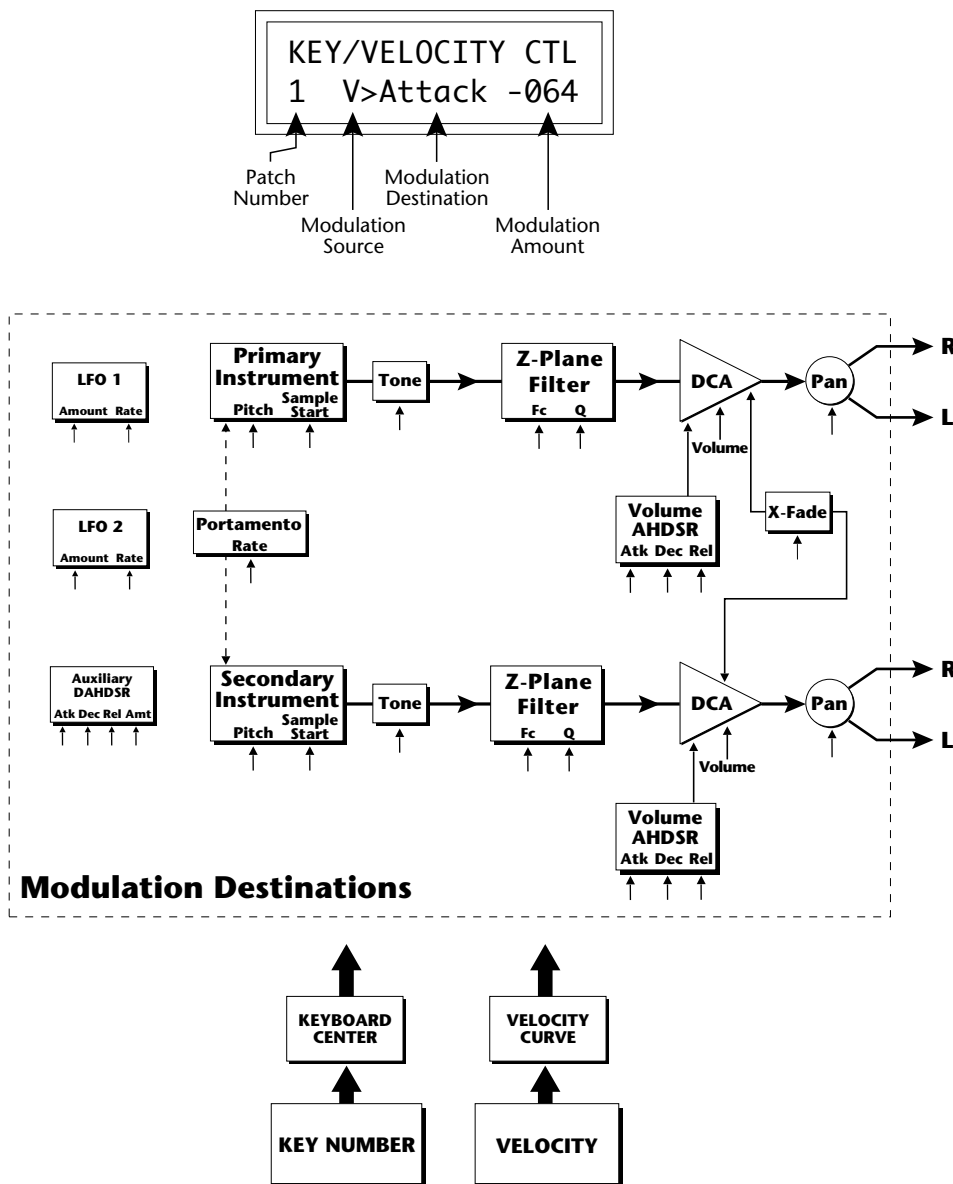 KEY/VELOCITY CTL
1 V>Attack -064
Patch
Number
Modulation
Destination
Modulation
Source
Modulation
Amount
LFO 1
Amount Rate
Primary
Instrument
Pitch
Sample
Start
Tone
Z-Plane
Filter
Fc Q
DCA
Volume
Pan
R
L
LFO 2
Amount Rate
Portamento
Rate
Volume
AHDSR
Atk Dec Rel
X-Fade
Auxiliary
DAHDSR
Atk Dec Rel Amt
Secondary
Instrument
Pitch
Sample
Start
Tone
Z-Plane
Filter
Fc Q
DCA
Volume
Pan
R
L
Volume
AHDSR
Atk Dec Rel
Modulation Destinations
KEYBOARD
CENTER
VELOCITY
CURVE
KEY NUMBER
VELOCITY